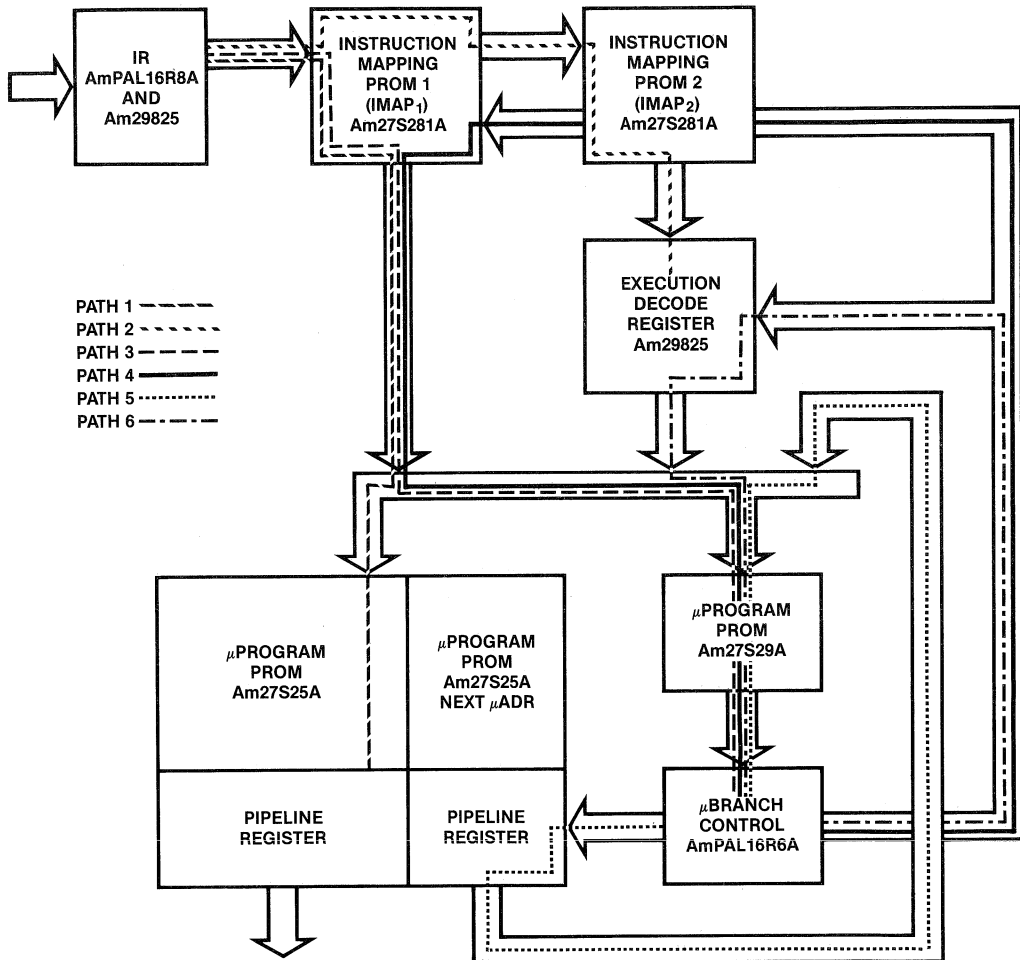 IR
AmPAL16R8A
AND
Am29825
INSTRUCTION
MAPPING
PROM 1
(IMAP₁)
Am27S281A
INSTRUCTION
MAPPING
PROM 2
(IMAP₂)
Am27S281A
EXECUTION
DECODE
REGISTER
Am29825
PATH 1
PATH 2
PATH 3
PATH 4
PATH 5
PATH 6
μPROGRAM
PROM
Am27S25A
μPROGRAM
PROM
Am27S25A
NEXT μADR
μPROGRAM
PROM
Am27S29A
PIPELINE
REGISTER
PIPELINE
REGISTER
μBRANCH
CONTROL
AmPAL16R6A